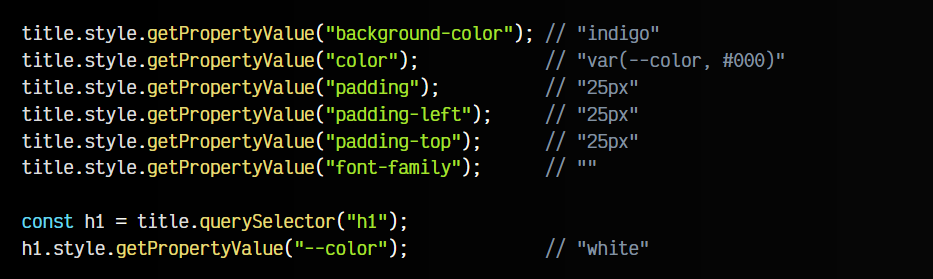 title.style.getPropertyValue("background-color"); // "indigo"
title.style.getPropertyValue("color");            // "var(--color, #000)"
title.style.getPropertyValue("padding");          // "25px"
title.style.getPropertyValue("padding-left");     // "25px"
title.style.getPropertyValue("padding-top");      // "25px"
title.style.getPropertyValue("font-family");      // ""

const h1 = title.querySelector("h1");
h1.style.getPropertyValue("--color");             // "white"